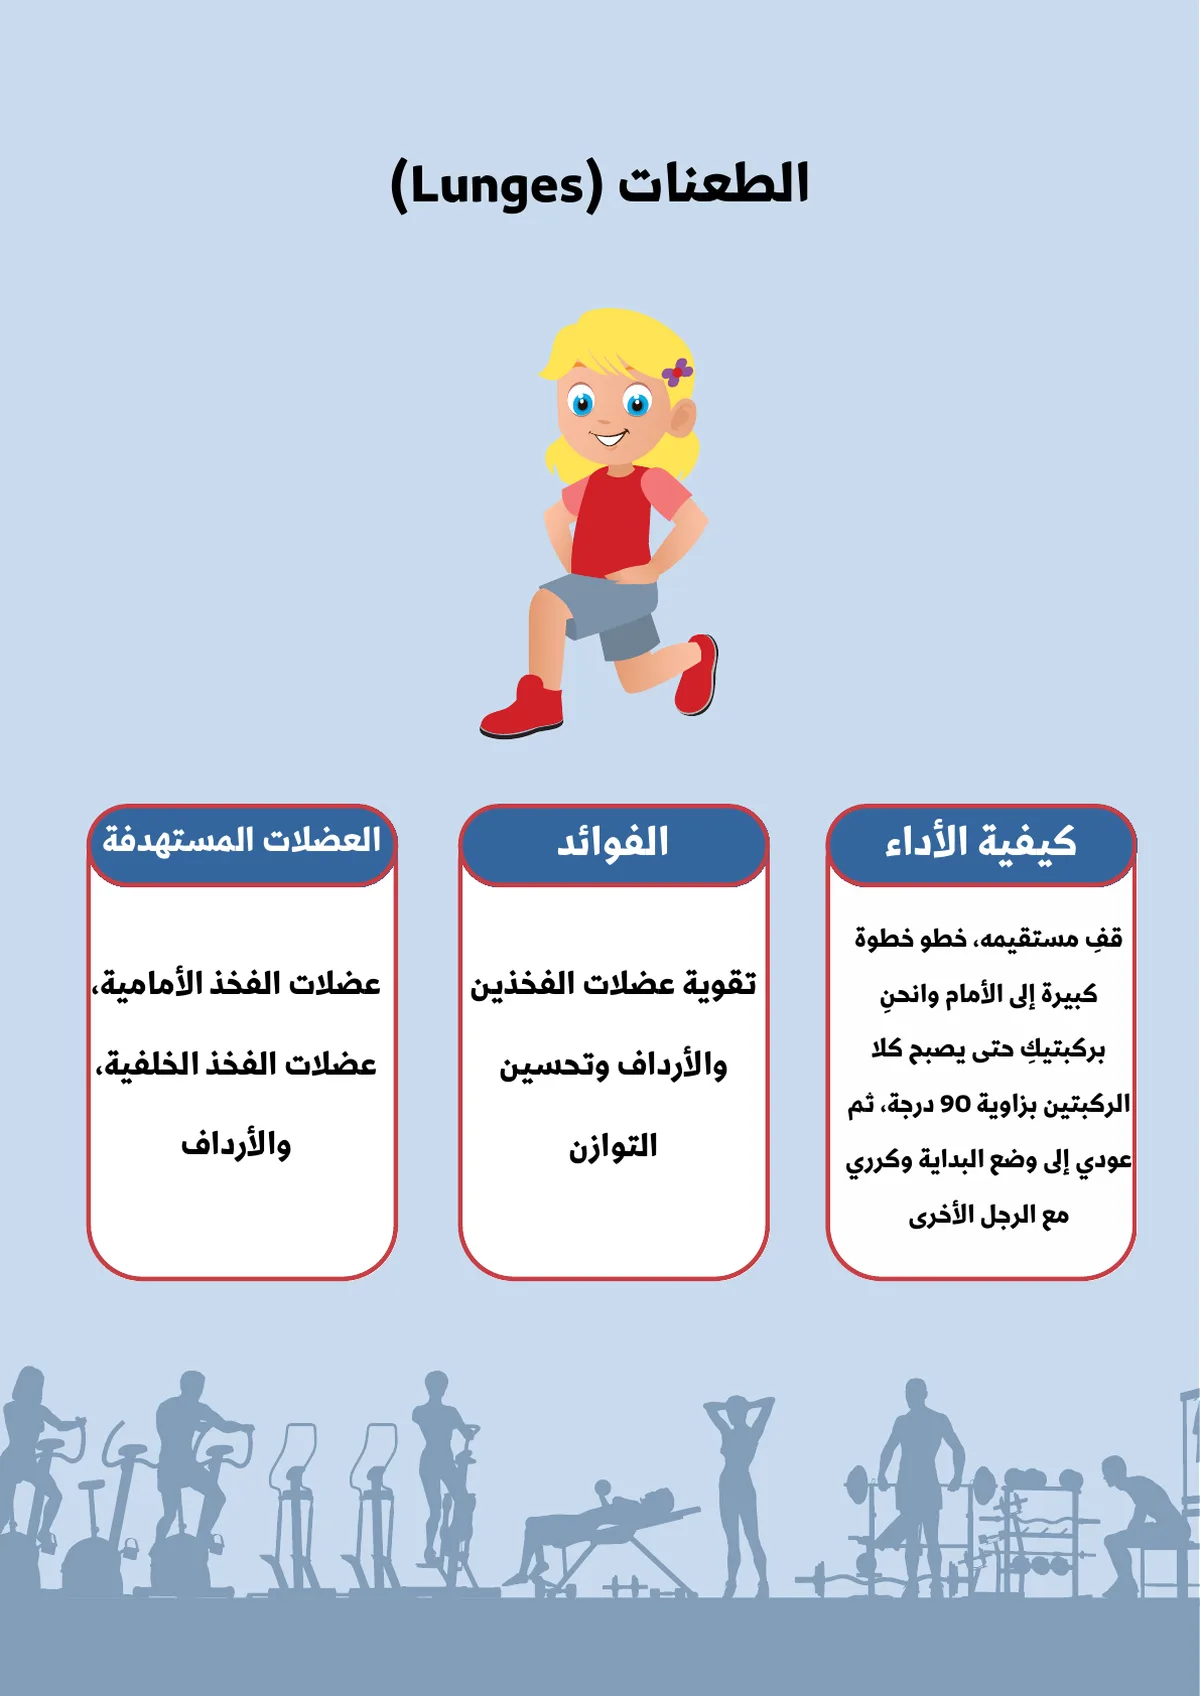 الطعنات (Lunges)
كيفية الأداء
قفِ مستقيمه، خطو خطوة
كبيرة إلى الأمام وانحنِ
بركبتيكِ حتى يصبح كلا
الركبتين بزاوية 90 درجة، ثم
عودي إلى وضع البداية وكرري
مع الرجل الأخرى
الفوائد
تقوية عضلات الفخذين
والأرداف وتحسين
التوازن
العضلات المستهدفة
عضلات الفخذ الأمامية،
عضلات الفخذ الخلفية،
والأرداف